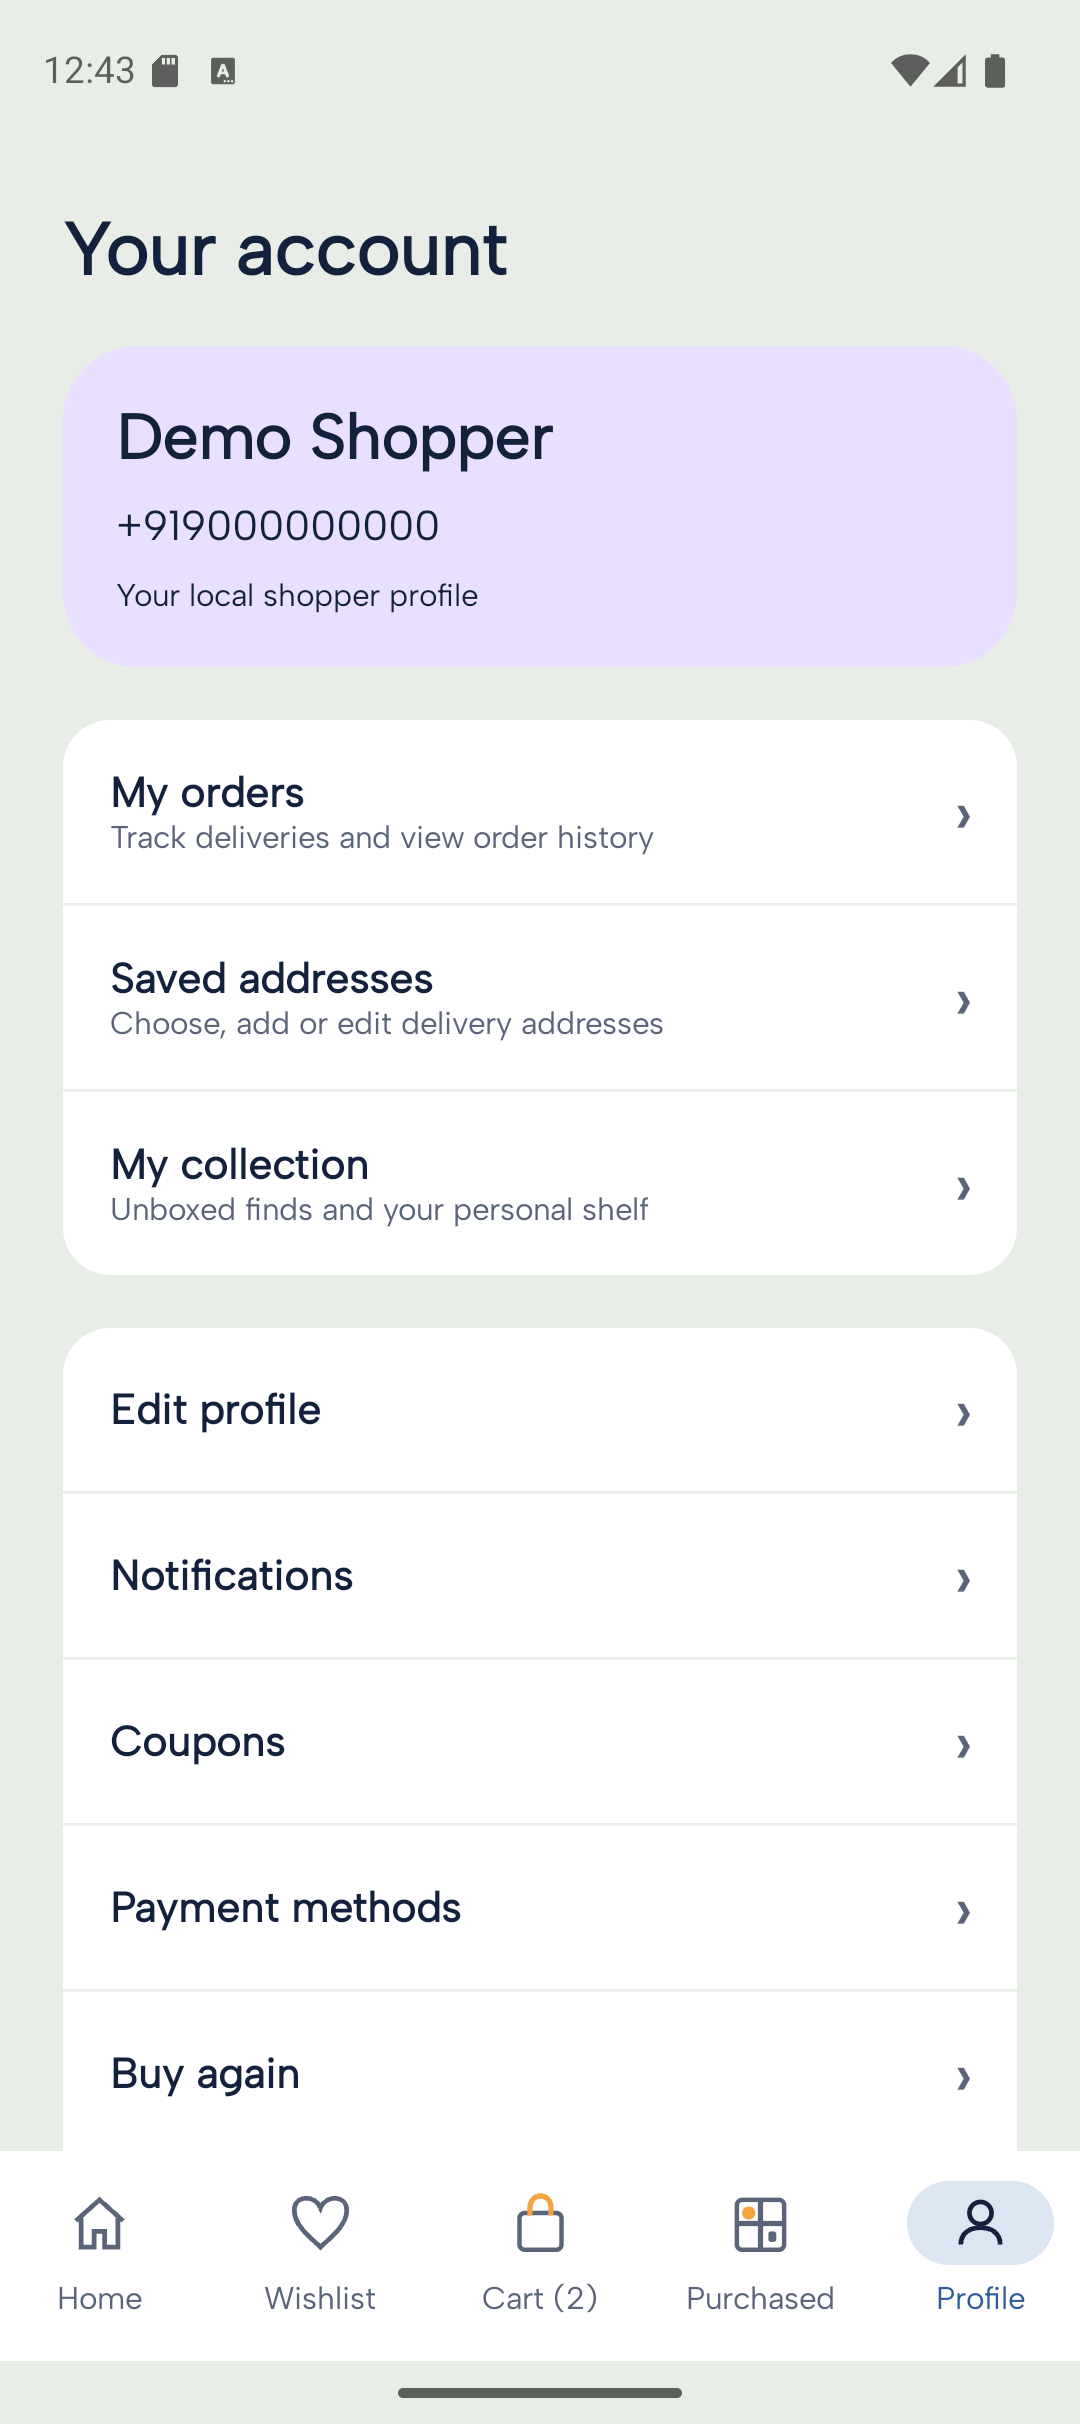 12:43
Your account
Demo Shopper
+919000000000
Your local shopper profile
My orders
Track deliveries and view order history
Saved addresses
Choose, add or edit delivery addresses
My collection
Unboxed finds and your personal shelf
Edit profile
Notifications
Coupons
Payment methods
Buy again
Home
Wishlist
Cart (2)
Purchased
Profile